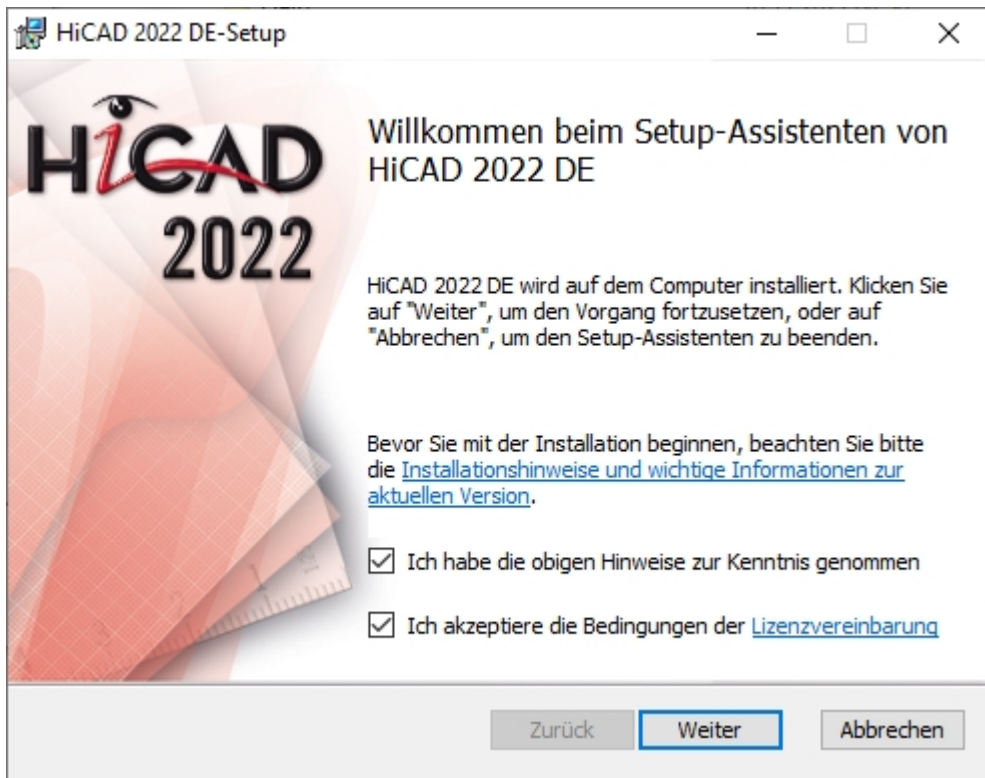 HiCAD 2022 DE-Setup
HiCAD
2022
Willkommen beim Setup-Assistenten von
HiCAD 2022 DE
HiCAD 2022 DE wird auf dem Computer installiert. Klicken Sie
auf "Weiter", um den Vorgang fortzusetzen, oder auf
"Abbrechen", um den Setup-Assistenten zu beenden.
Bevor Sie mit der Installation beginnen, beachten Sie bitte
die Installationshinweise und wichtige Informationen zur
aktuellen Version.
Ich habe die obigen Hinweise zur Kenntnis genommen
Ich akzeptiere die Bedingungen der Lizenzvereinbarung
Zurück Weiter Abbrechen